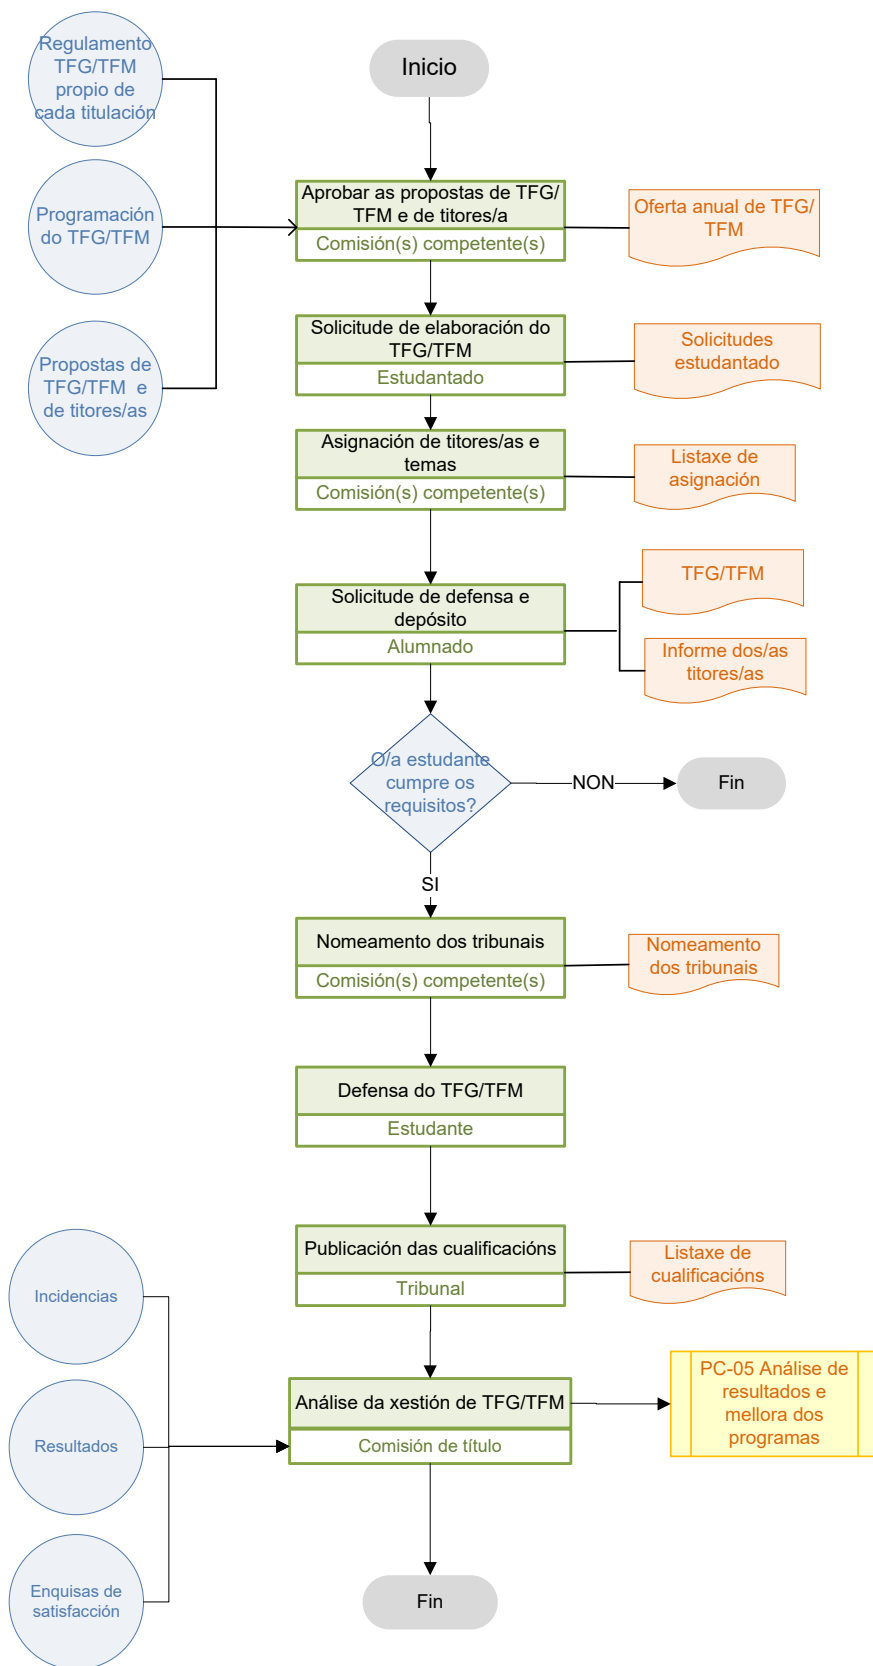 Regulamento
TFG/TFM
propio de
cada titulación
Inicio
Programación
do TFG/TFM
Aprobar as propostas de TFG/
TFM e de titores/a
Comisión(s) competente(s)
Oferta anual de TFG/
TFM
Propostas de
TFG/TFM e
de titores/as
Solicitude de elaboración do
TFG/TFM
Estudantado
Solicitudes
estudantado
Asignación de titores/as e
temas
Comisión(s) competente(s)
Listaxe de
asignación
Solicitude de defensa e
depósito
Alumnado
TFG/TFM
Informe dos/as
titores/as
O/a estudante
cumpre os
requisitos?
NON
Fin
SI
Nomeamento dos tribunais
Comisión(s) competente(s)
Nomeamento
dos tribunais
Defensa do TFG/TFM
Estudante
Publicación das cualificacións
Tribunal
Listaxe de
cualificacións
Incidencias
Resultados
Enquisas de
satisfacción
Análise da xestión de TFG/TFM
Comisión de título
PC-05 Análise de
resultados e
mellora dos
programas
Fin